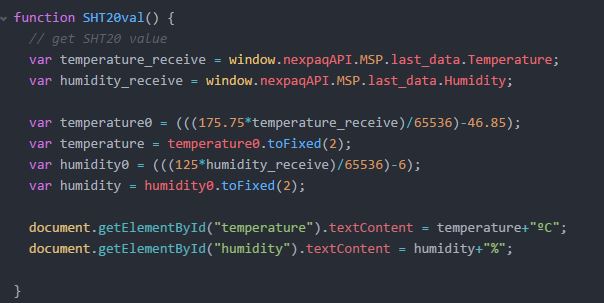 function SHT20val() {
// get SHT20 value
var temperature_receive = window.nexpaqAPI.MSP.last_data.Temperature;
var humidity_receive = window.nexpaqAPI.MSP.last_data.Humidity;
var temperature0 = (((175.75*temperature_receive)/65536)-46.85);
var temperature = temperature0.toFixed(2);
var humidity0 = (((125*humidity_receive)/65536)-6);
var humidity = humidity0.toFixed(2);
document.getElementById("temperature").textContent = temperature+"ºC";
document.getElementById("humidity").textContent = humidity+"%";
}